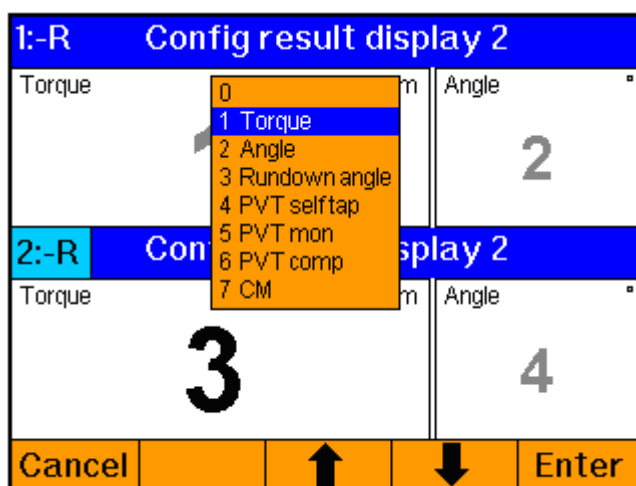 1:-R Config result display 2
Torque m Angle °
0
1 Torque
2 Angle
3 Rundown angle
4 PVT selftap
5 PVT mon
6 PVT comp
7 CM
2
2:-R Con splay 2
Torque m Angle °
3 4
Cancel Enter